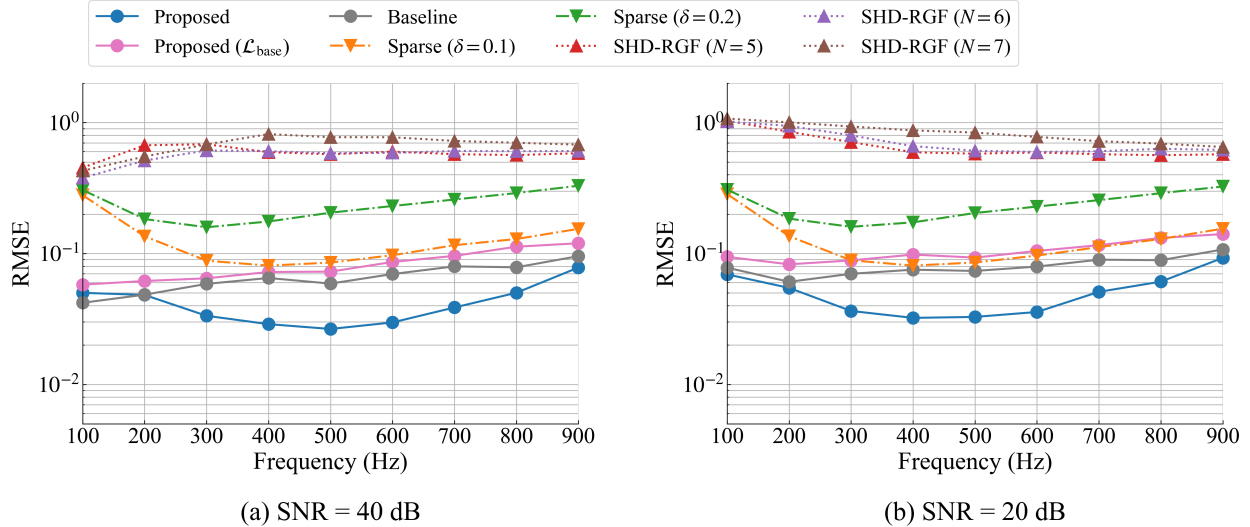 Proposed
Baseline
Sparse (δ=0.2)
SHD-RGF (N=6)
Proposed (ℒ_base)
Sparse (δ=0.1)
SHD-RGF (N=5)
SHD-RGF (N=7)
RMSE
10⁰
10⁻¹
10⁻²
100 200 300 400 500 600 700 800 900
Frequency (Hz)
(a) SNR = 40 dB
RMSE
10⁰
10⁻¹
10⁻²
100 200 300 400 500 600 700 800 900
Frequency (Hz)
(b) SNR = 20 dB